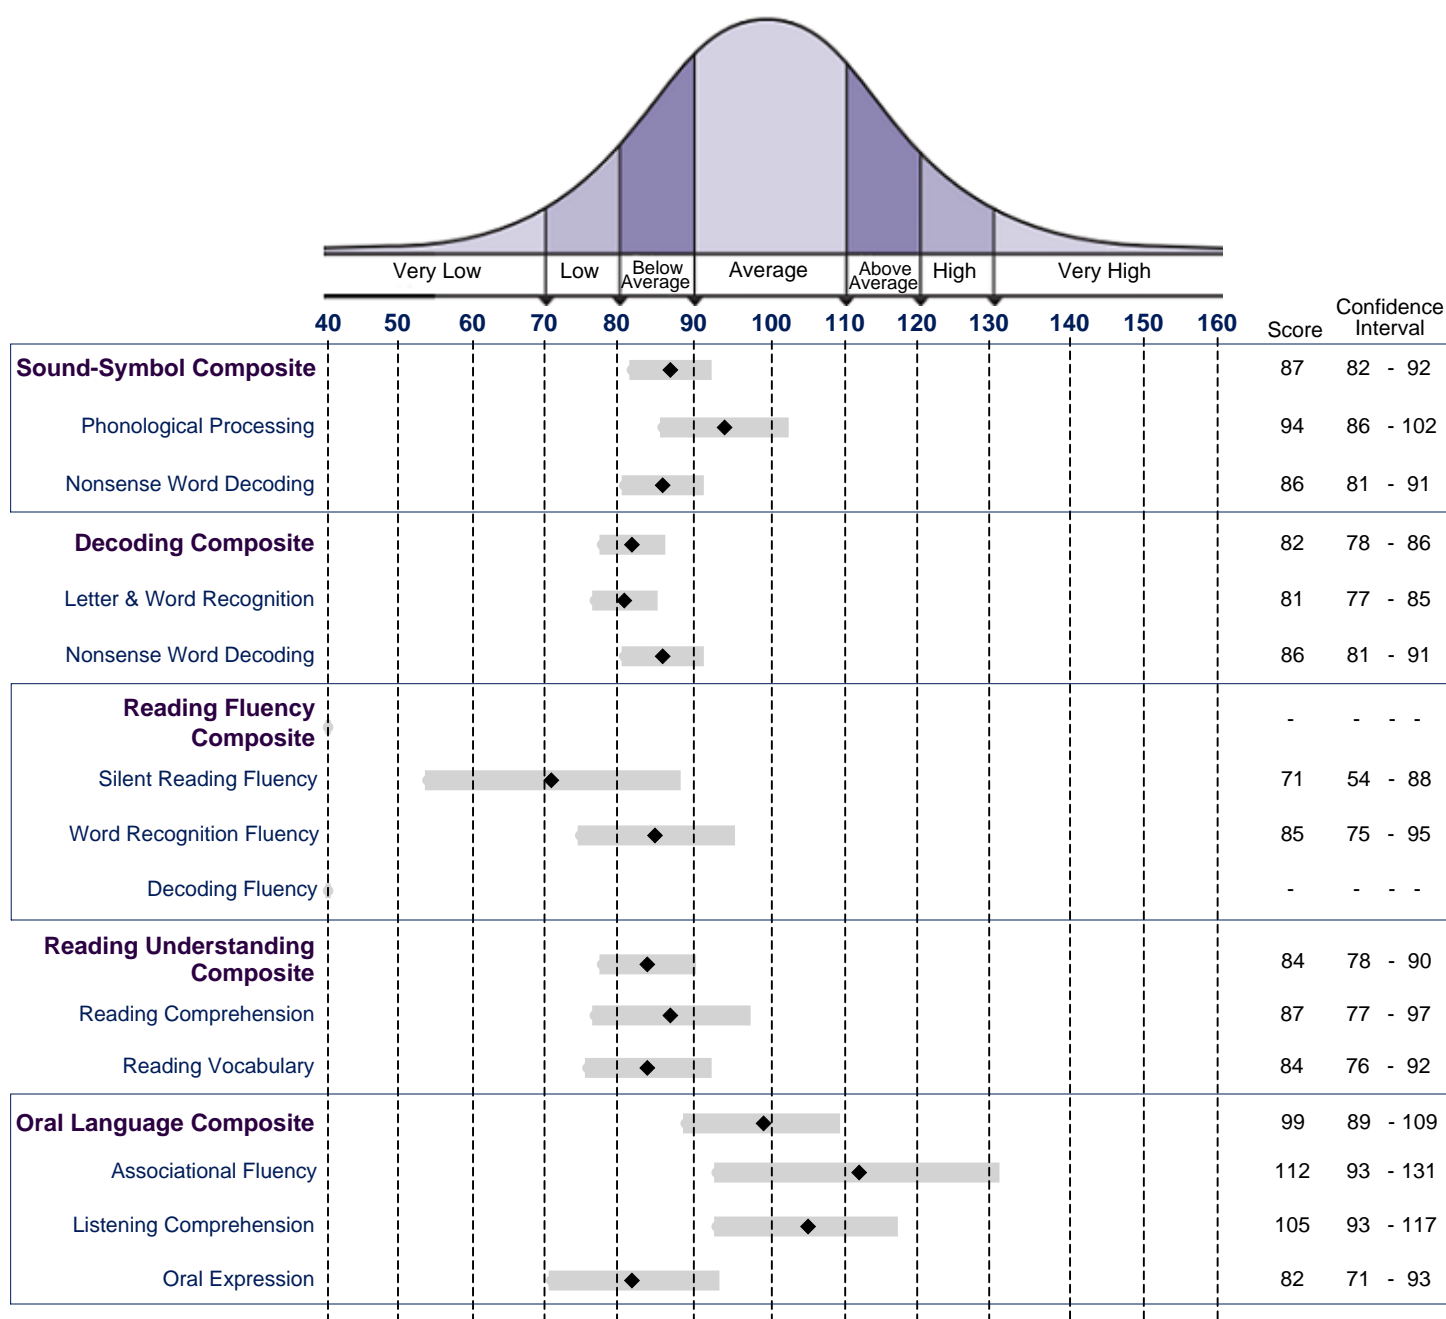 Very Low Low Below Average Average Above Average High Very High
40 50 60 70 80 90 100 110 120 130 140 150 160 Score Confidence Interval
Sound-Symbol Composite 87 82 - 92
Phonological Processing 94 86 - 102
Nonsense Word Decoding 86 81 - 91
Decoding Composite 82 78 - 86
Letter & Word Recognition 81 77 - 85
Nonsense Word Decoding 86 81 - 91
Reading Fluency
Composite - - - -
Silent Reading Fluency 71 54 - 88
Word Recognition Fluency 85 75 - 95
Decoding Fluency - - - -
Reading Understanding
Composite 84 78 - 90
Reading Comprehension 87 77 - 97
Reading Vocabulary 84 76 - 92
Oral Language Composite 99 89 - 109
Associational Fluency 112 93 - 131
Listening Comprehension 105 93 - 117
Oral Expression 82 71 - 93